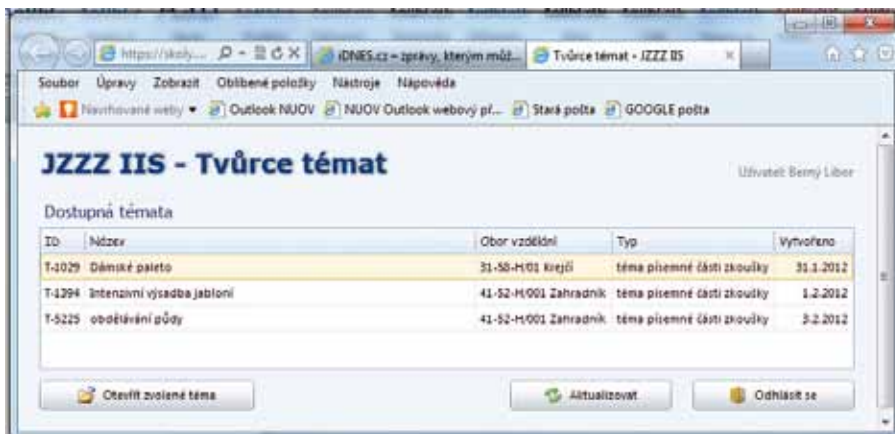 https://skoly... iDNES.cz – zprávy, kterým můž... Tvůrce témat - JZZZ IIS
Soubor Úpravy Zobrazit Oblíbené položky Nástroje Nápověda
Navrhované weby Outlook NUOV NUOV Outlook webový př... Stará pošta GOOGLE pošta
JZZZ IIS - Tvůrce témat
Uživatel: Berný Libor
Dostupná témata
ID Název Obor vzdělání Typ Vytvořeno
T-1029 Dámské paleto 31-58-H/01 Krejčí téma písemné části zkoušky 31.1.2012
T-1394 Intenzivní výsadba jabloní 41-52-H/001 Zahradník téma písemné části zkoušky 1.2.2012
T-5225 obdělávání půdy 41-52-H/001 Zahradník téma písemné části zkoušky 3.2.2012
Otevřít zvolené téma Aktualizovat Odhlásit se